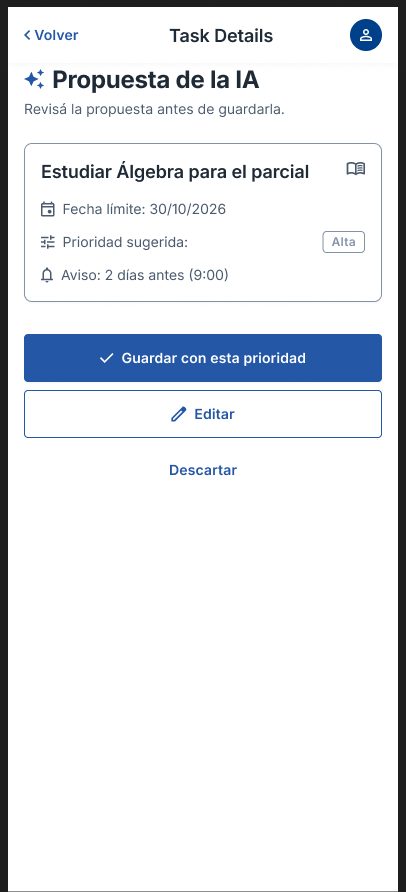 Volver
Task Details
Propuesta de la IA
Revisá la propuesta antes de guardarla.
Estudiar Álgebra para el parcial
Fecha límite: 30/10/2026
Prioridad sugerida:
Alta
Aviso: 2 días antes (9:00)
Guardar con esta prioridad
Editar
Descartar